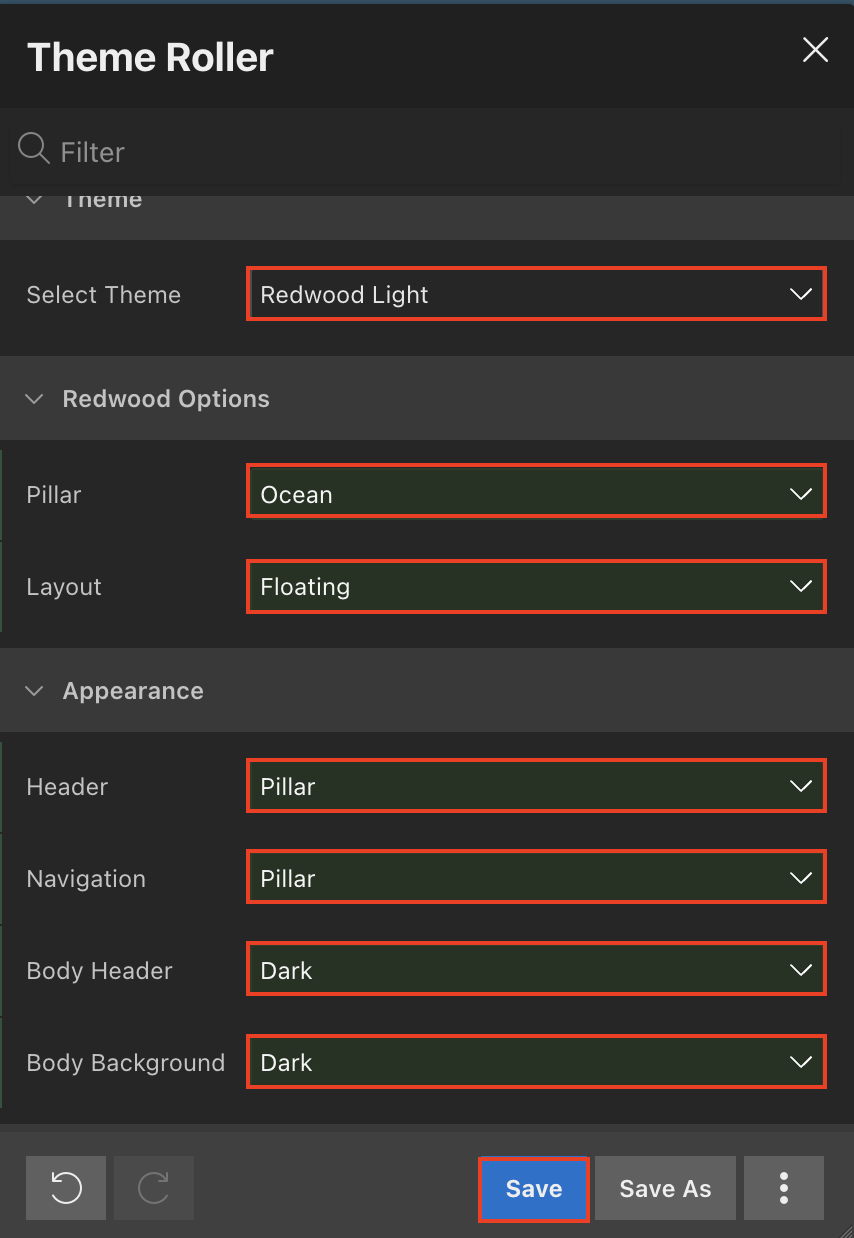 Theme Roller
Filter
Theme
Select Theme Redwood Light
Redwood Options
Pillar Ocean
Layout Floating
Appearance
Header Pillar
Navigation Pillar
Body Header Dark
Body Background Dark
Save Save As